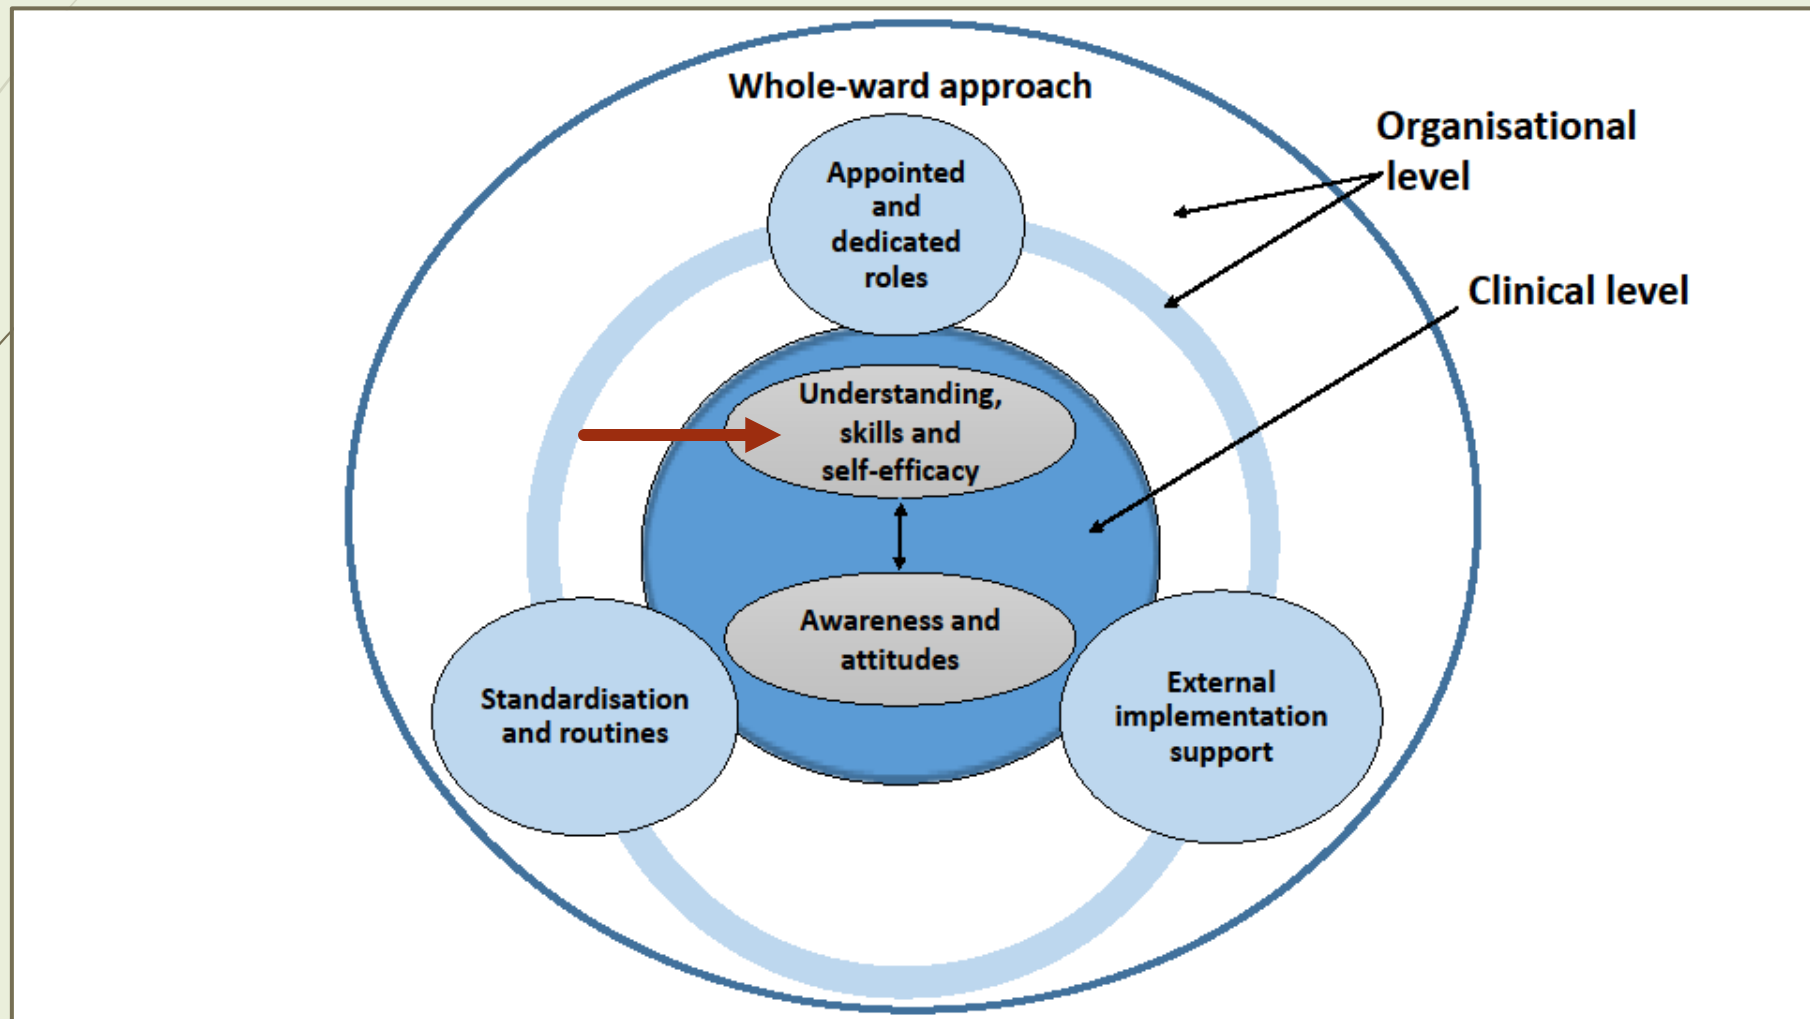 Whole-ward approach
Appointed
and
dedicated
roles
Organisational
level
Clinical level
Understanding,
skills and
self-efficacy
Awareness and
attitudes
Standardisation
and routines
External
implementation
support